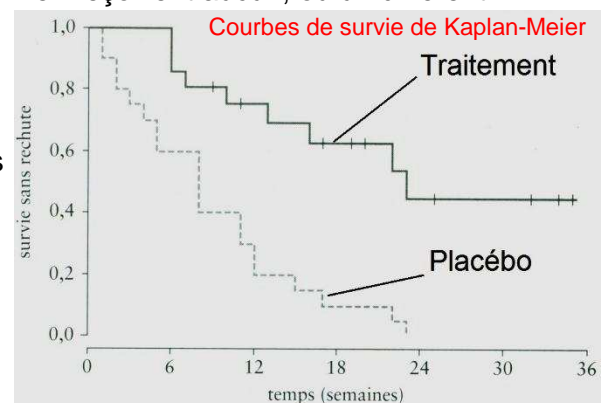 Courbes de survie de Kaplan-Meier
Traitement
Placébo
survie sans rechute
1,0
0,8
0,6
0,4
0,2
0,0
0
6
12
18
24
30
36
temps (semaines)
s